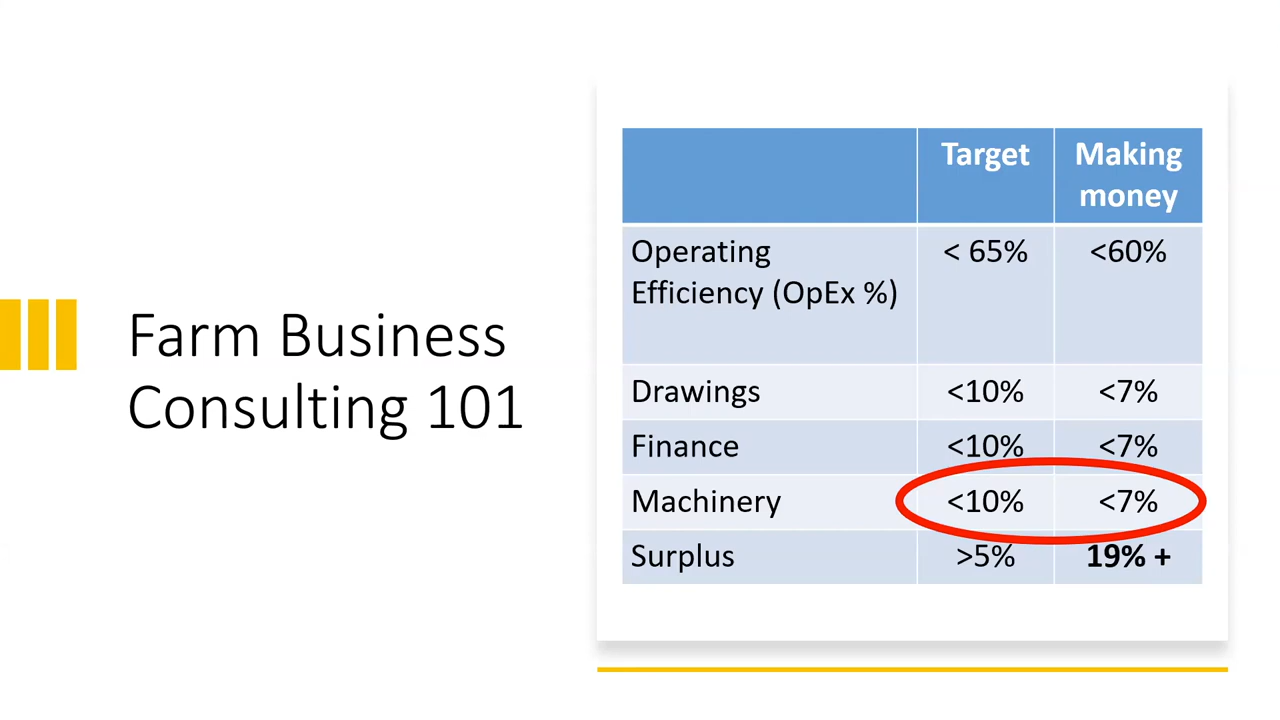 Farm Business
Consulting 101
Target Making
money
Operating < 65% <60%
Efficiency (OpEx %)
Drawings <10% <7%
Finance <10% <7%
Machinery <10% <7%
Surplus >5% 19% +